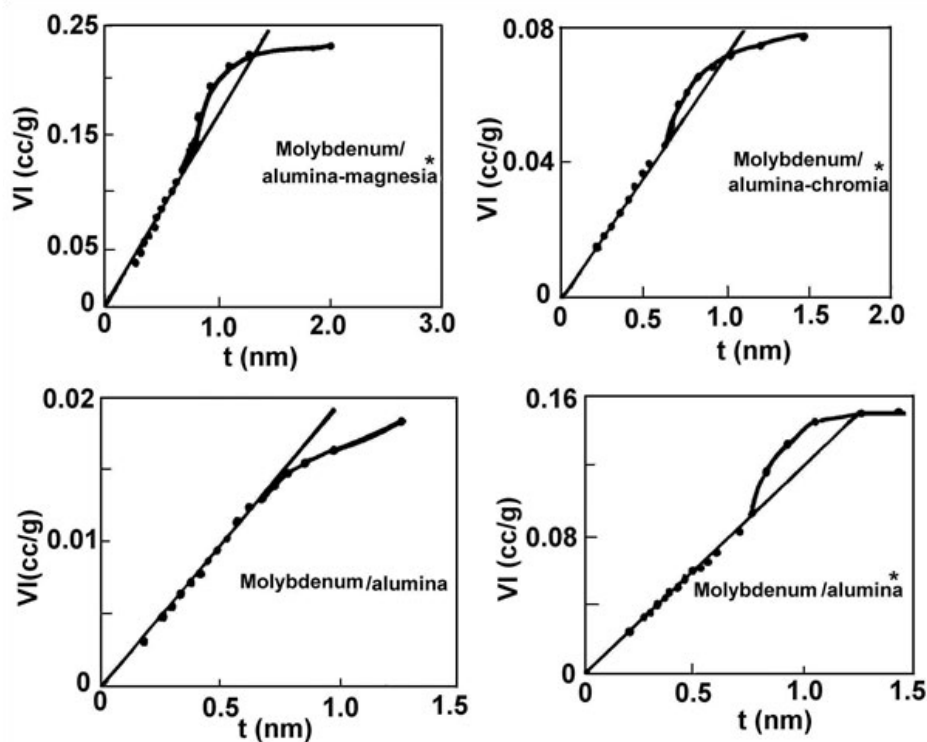 0.25
VI (cc/g)
0.15
0.05
0
Molybdenum/
alumina-magnesia*
0 1.0 2.0 3.0
t (nm)
0.08
VI (cc/g)
0.04
0
Molybdenum/
alumina-chromia*
0 0.5 1.0 1.5 2.0
t (nm)
0.02
VI(cc/g)
0.01
0
Molybdenum/alumina
0 0.5 1.0 1.5
t (nm)
0.16
VI (cc/g)
0.08
0
Molybdenum/alumina*
0 0.5 1.0 1.5
t (nm)